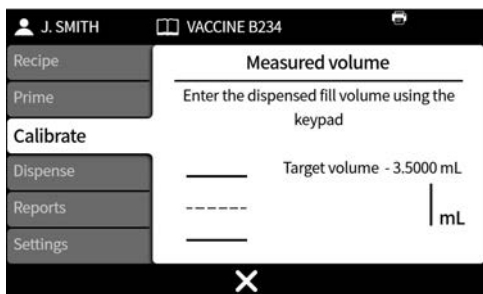 J. SMITH
VACCINE B234
Recipe
Prime
Calibrate
Dispense
Reports
Settings
Measured volume
Enter the dispensed fill volume using the
keypad
Target volume - 3.5000 mL
mL